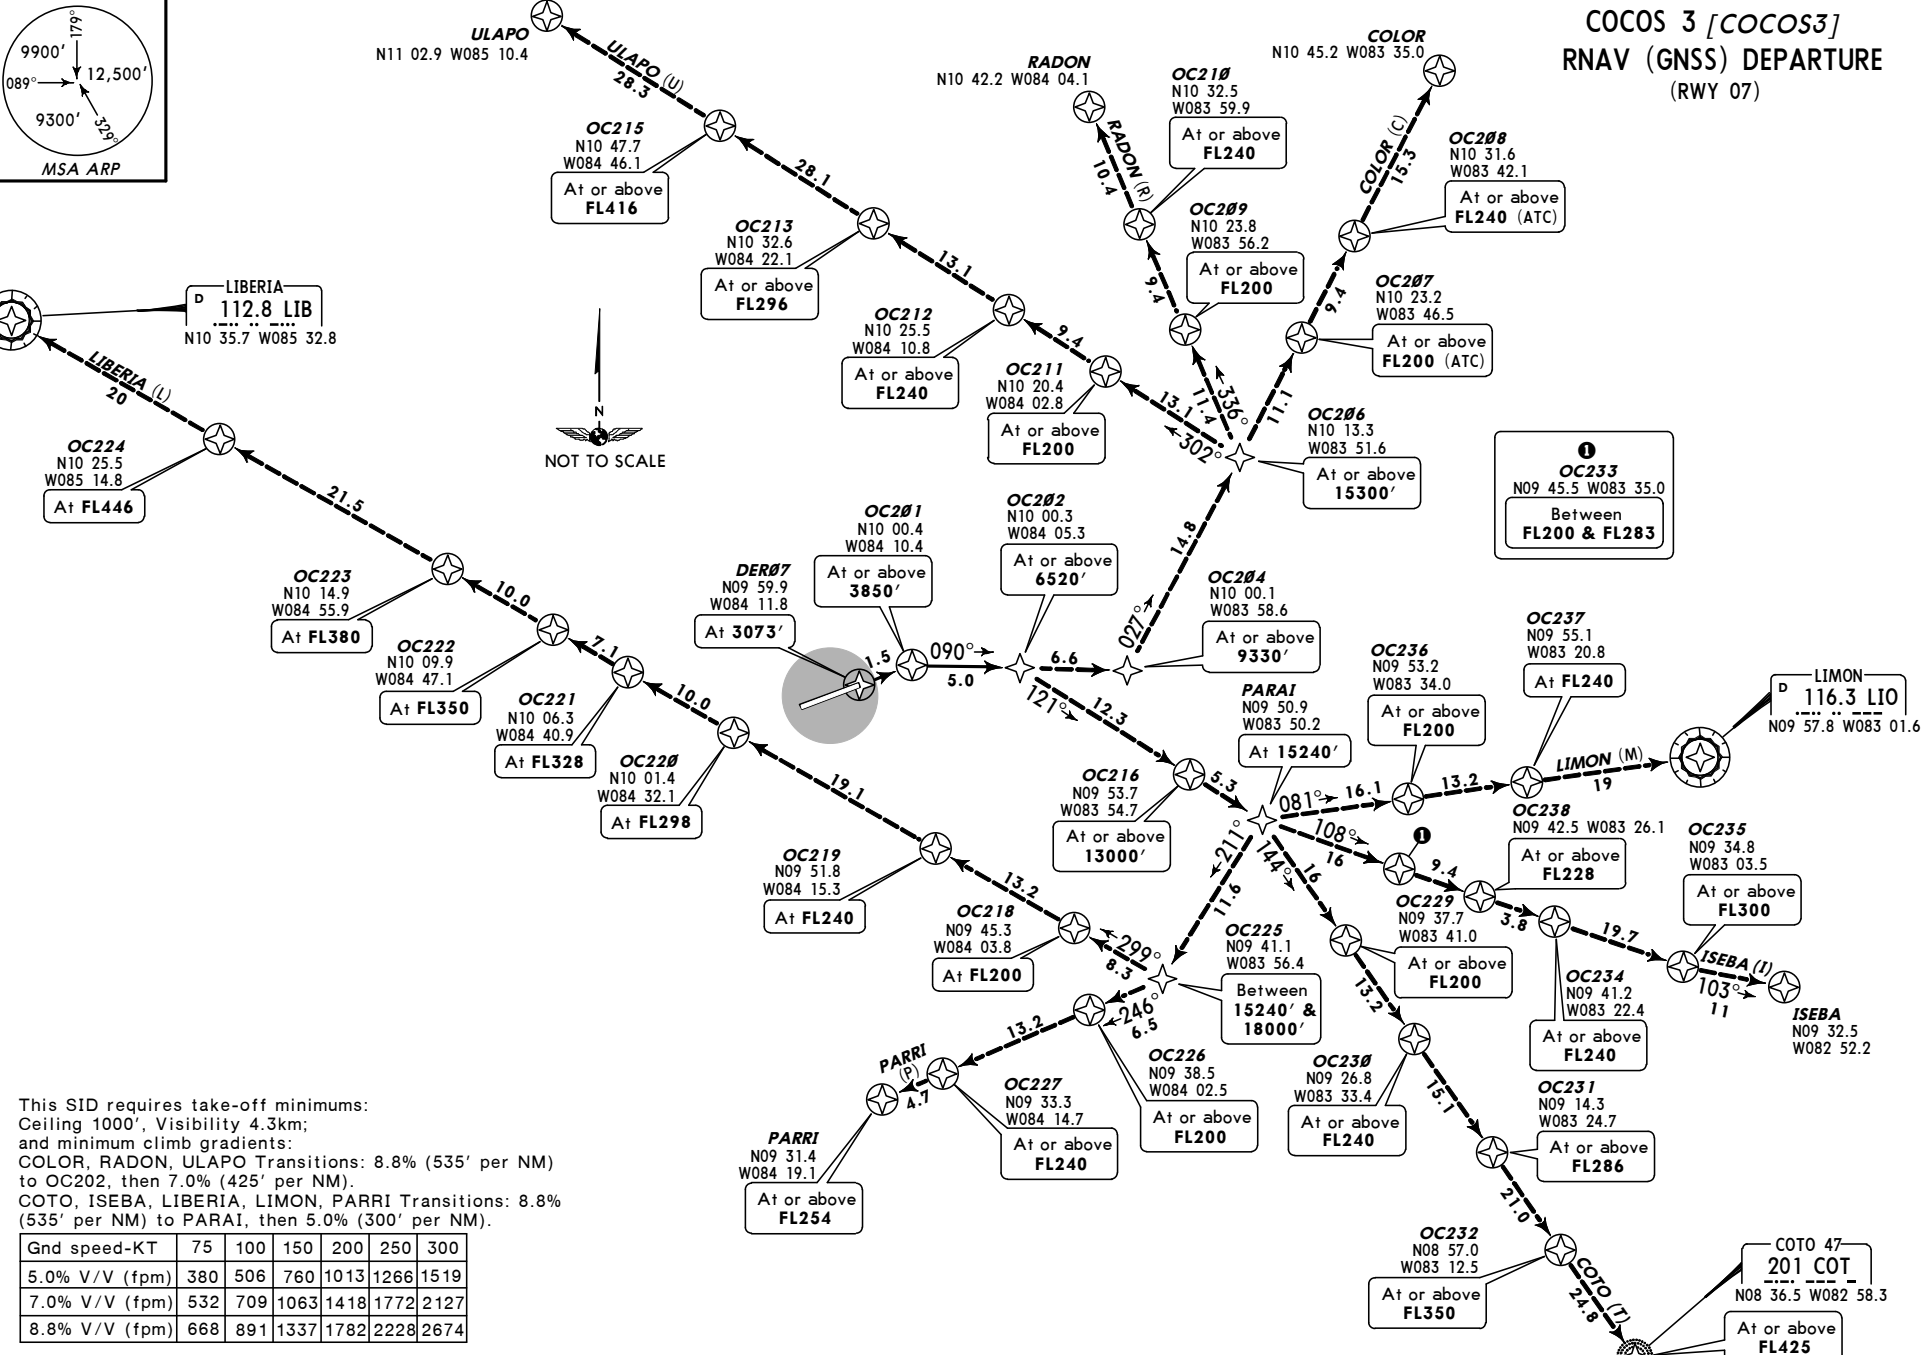 COCOS 3 [COCOS3]
RNAV (GNSS) DEPARTURE
(RWY 07)
179°
9900'
089°
12,500'
9300'
329°
MSA ARP
ULAPO
N11 02.9 W085 10.4
ULAPO (U)
28.3
OC215
N10 47.7
W084 46.1
At or above
FL416
28.1
OC213
N10 32.6
W084 22.1
At or above
FL296
13.1
OC212
N10 25.5
W084 10.8
At or above
FL240
9.4
OC211
N10 20.4
W084 02.8
At or above
FL200
13.1
302°
RADON
N10 42.2 W084 04.1
RADON (R)
10.4
OC21Ø
N10 32.5
W083 59.9
At or above
FL240
9.4
OC2Ø9
N10 23.8
W083 56.2
At or above
FL200
336°
11.4
COLOR
N10 45.2 W083 35.0
COLOR (C)
15.3
OC2Ø8
N10 31.6
W083 42.1
At or above
FL240 (ATC)
9.4
OC2Ø7
N10 23.2
W083 46.5
At or above
FL200 (ATC)
11.1
OC2Ø6
N10 13.3
W083 51.6
At or above
15300'
14.8
027°
1
OC233
N09 45.5 W083 35.0
Between
FL200 & FL283
LIBERIA
D 112.8 LIB
N10 35.7 W085 32.8
LIBERIA (L)
20
OC224
N10 25.5
W085 14.8
At FL446
21.5
OC223
N10 14.9
W084 55.9
At FL380
10.0
OC222
N10 09.9
W084 47.1
At FL350
7.1
OC221
N10 06.3
W084 40.9
At FL328
10.0
OC22Ø
N10 01.4
W084 32.1
At FL298
19.1
OC219
N09 51.8
W084 15.3
At FL240
13.2
OC218
N09 45.3
W084 03.8
At FL200
299°
8.3
N
NOT TO SCALE
DERØ7
N09 59.9
W084 11.8
At 3073'
1.5
OC2Ø1
N10 00.4
W084 10.4
At or above
3850'
090°
5.0
OC2Ø2
N10 00.3
W084 05.3
At or above
6520'
6.6
OC2Ø4
N10 00.1
W083 58.6
At or above
9330'
121°
12.3
OC216
N09 53.7
W083 54.7
At or above
13000'
5.3
PARAI
N09 50.9
W083 50.2
At 15240'
081°
16.1
OC236
N09 53.2
W083 34.0
At or above
FL200
13.2
OC237
N09 55.1
W083 20.8
At FL240
LIMON (M)
19
LIMON
D 116.3 LIO
N09 57.8 W083 01.6
108°
16
1
9.4
OC238
N09 42.5 W083 26.1
At or above
FL228
3.8
OC234
N09 41.2
W083 22.4
At or above
FL240
19.7
OC235
N09 34.8
W083 03.5
At or above
FL300
ISEBA (I)
103°
11
ISEBA
N09 32.5
W082 52.2
144°
16
OC229
N09 37.7
W083 41.0
At or above
FL200
13.2
OC23Ø
N09 26.8
W083 33.4
At or above
FL240
15.1
OC231
N09 14.3
W083 24.7
At or above
FL286
21.0
OC232
N08 57.0
W083 12.5
At or above
FL350
COTO (T)
24.8
COTO 47
201 COT
N08 36.5 W082 58.3
At or above
FL425
211°
11.6
OC225
N09 41.1
W083 56.4
Between
15240' &
18000'
246°
6.5
OC226
N09 38.5
W084 02.5
At or above
FL200
13.2
OC227
N09 33.3
W084 14.7
At or above
FL240
PARRI
(P)
4.7
PARRI
N09 31.4
W084 19.1
At or above
FL254
This SID requires take-off minimums:
Ceiling 1000', Visibility 4.3km;
and minimum climb gradients:
COLOR, RADON, ULAPO Transitions: 8.8% (535' per NM)
to OC202, then 7.0% (425' per NM).
COTO, ISEBA, LIBERIA, LIMON, PARRI Transitions: 8.8%
(535' per NM) to PARAI, then 5.0% (300' per NM).
Gnd speed-KT 75 100 150 200 250 300
5.0% V/V (fpm) 380 506 760 1013 1266 1519
7.0% V/V (fpm) 532 709 1063 1418 1772 2127
8.8% V/V (fpm) 668 891 1337 1782 2228 2674